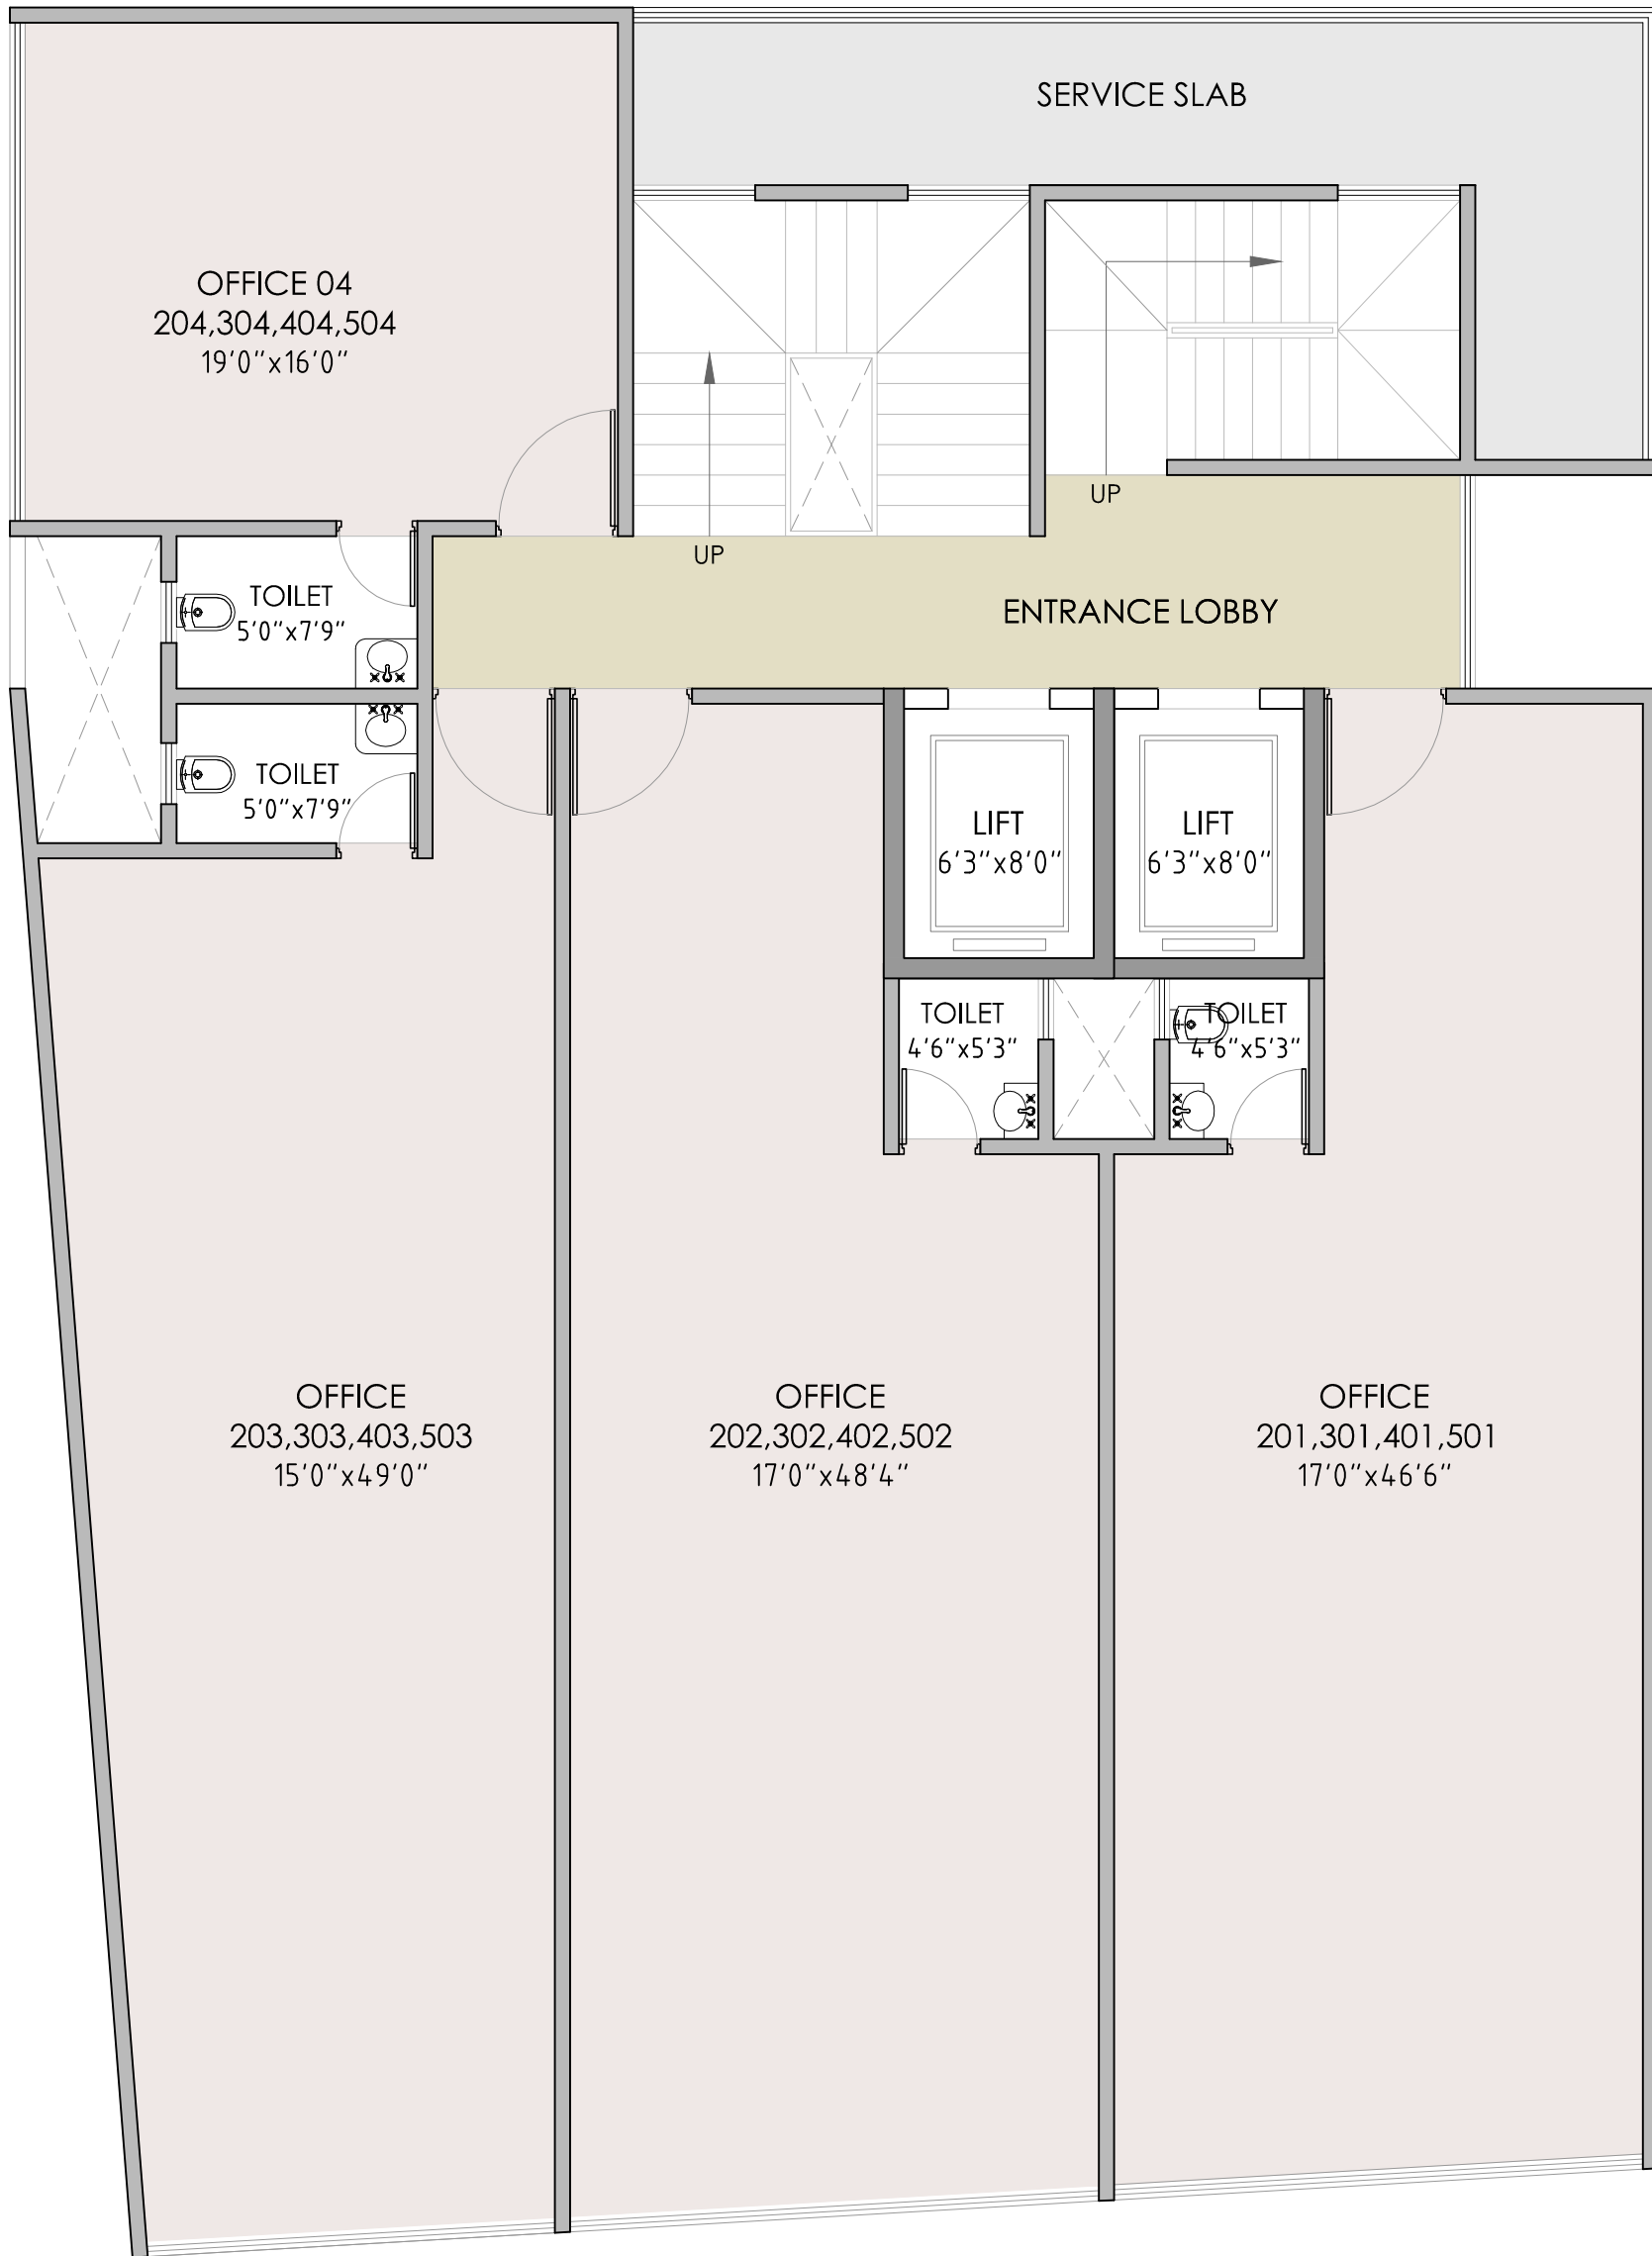 SERVICE SLAB
OFFICE 04
204,304,404,504
19'0"x16'0"
UP
UP
TOILET
5'0"x7'9"
ENTRANCE LOBBY
TOILET
5'0"x7'9"
LIFT
6'3"x8'0"
LIFT
6'3"x8'0"
TOILET
4'6"x5'3"
TOILET
4'6"x5'3"
OFFICE
203,303,403,503
15'0"x49'0"
OFFICE
202,302,402,502
17'0"x48'4"
OFFICE
201,301,401,501
17'0"x46'6"